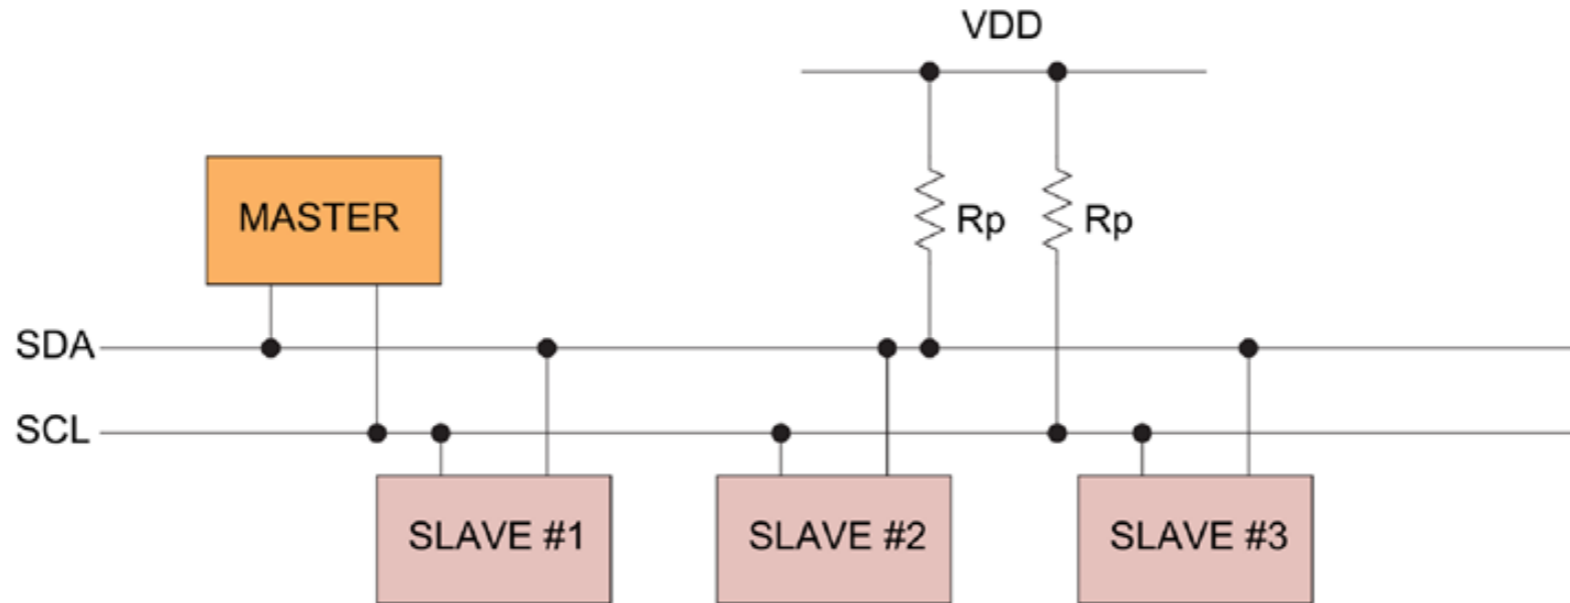 VDD
MASTER
Rp
Rp
SDA
SCL
SLAVE #1
SLAVE #2
SLAVE #3